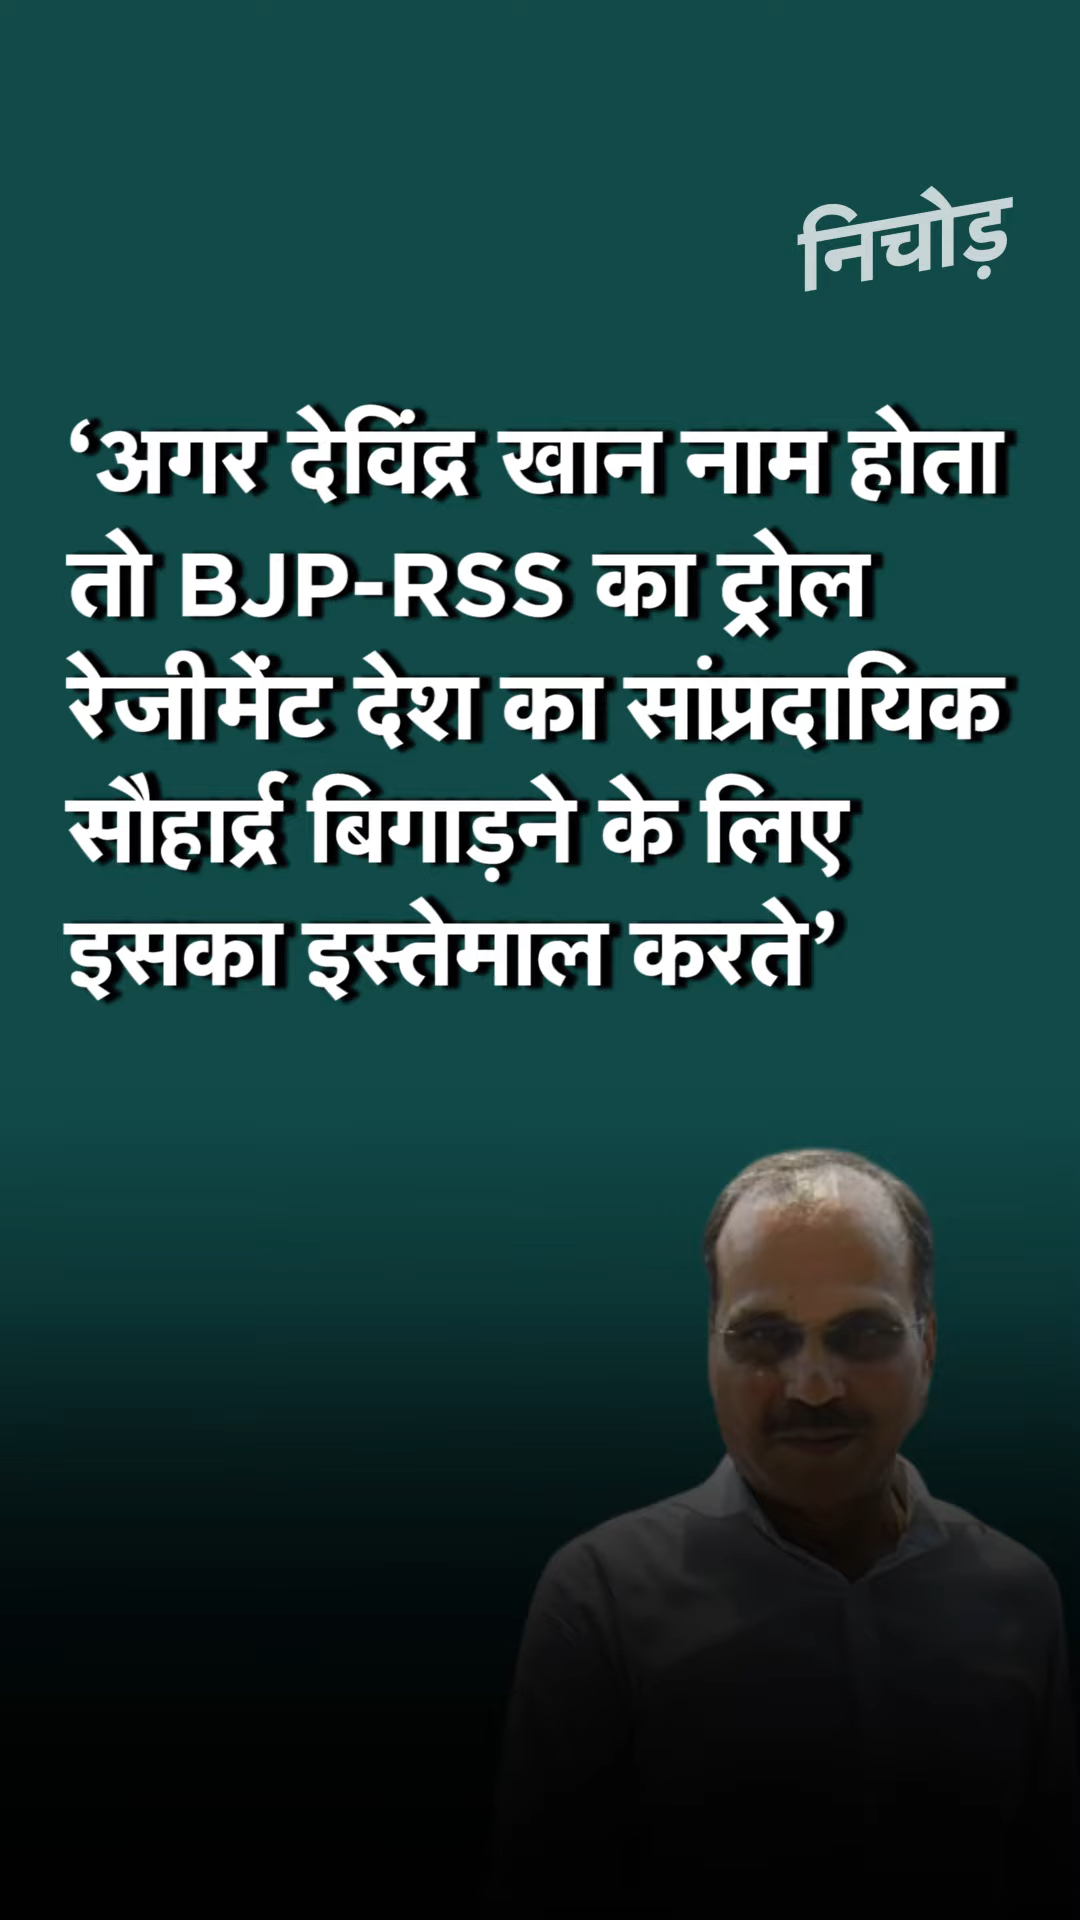 निचोड़
‘अगर देविंद्र खान नाम होता
तो BJP-RSS का ट्रोल
रेजीमेंट देश का सांप्रदायिक
सौहार्द्र बिगाड़ने के लिए
इसका इस्तेमाल करते’